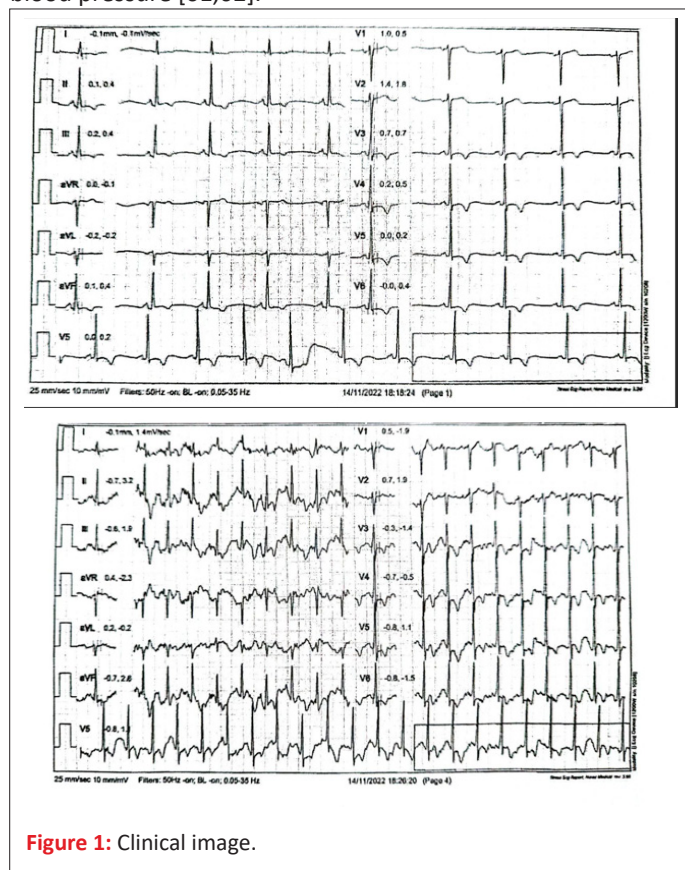 blood pressure [01,02].
I -0.1mm, -0.1mV/sec V1 1.0, 0.5
II 0.1, 0.4 V2 1.4, 1.8
III 0.2, 0.4 V3 0.7, 0.7
aVR 0.0, -0.1 V4 0.2, 0.5
aVL -0.2, -0.2 V5 0.0, 0.2
aVF 0.1, 0.4 V6 -0.0, 0.4
V5 0.0, 0.2
25 mm/sec 10 mm/mV Filters: 50Hz -on; BL -on; 0.05-35 Hz 14/11/2022 18:18:24 (Page 1)
I -0.1mm, 1.4mV/sec V1 0.5, -1.9
II -0.7, 3.2 V2 0.7, 1.9
III -0.6, 1.9 V3 -0.3, -1.4
aVR 0.4, -2.3 V4 -0.7, -0.5
aVL 0.2, -0.2 V5 -0.8, 1.1
aVF -0.7, 2.6 V6 -0.8, -1.5
V5 -0.8,
25 mm/sec 10 mm/mV Filters: 50Hz -on; BL -on; 0.05-35 Hz 14/11/2022 18:26:20 (Page 4)
Figure 1: Clinical image.